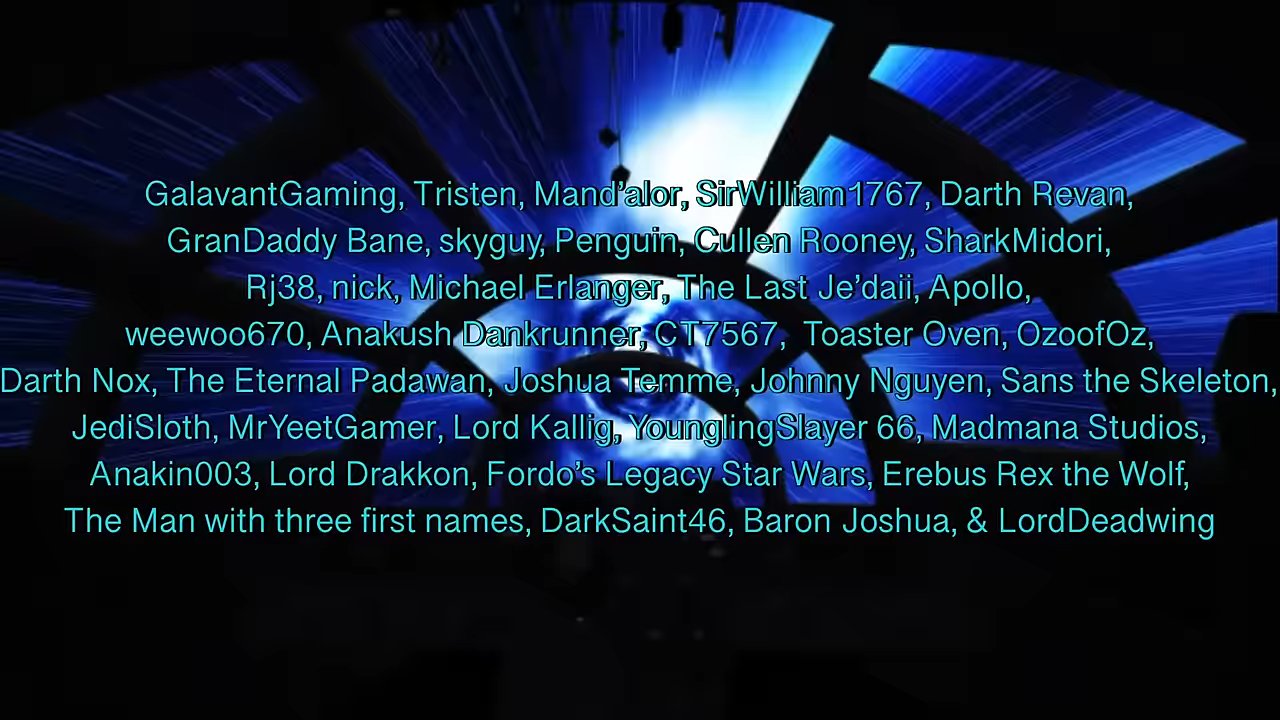 GalavantGaming, Tristen, Mand’alor, SirWilliam1767, Darth Revan,
GranDaddy Bane, skyguy, Penguin, Cullen Rooney, SharkMidori,
Rj38, nick, Michael Erlanger, The Last Je’daii, Apollo,
weewoo670, Anakush Dankrunner, CT7567, Toaster Oven, OzoofOz,
Darth Nox, The Eternal Padawan, Joshua Temme, Johnny Nguyen, Sans the Skeleton,
JediSloth, MrYeetGamer, Lord Kallig, YounglingSlayer 66, Madmana Studios,
Anakin003, Lord Drakkon, Fordo’s Legacy Star Wars, Erebus Rex the Wolf,
The Man with three first names, DarkSaint46, Baron Joshua, & LordDeadwing